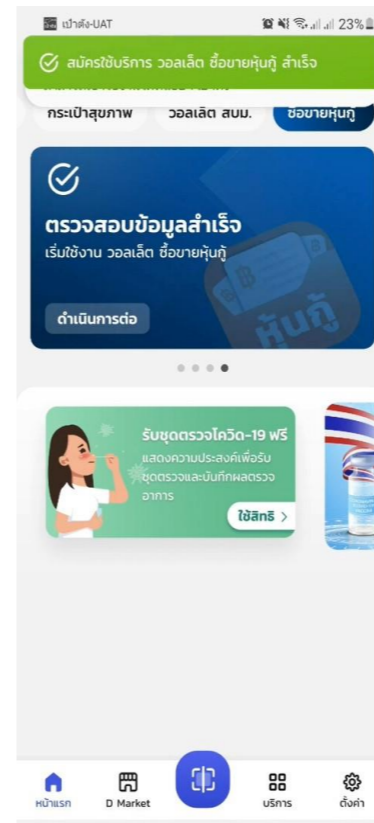 เป๋าตัง-UAT
23%
สมัครใช้บริการ วอลเล็ต ซื้อขายหุ้นกู้ สำเร็จ
กระเป๋าสุขภาพ
วอลเล็ต สบม.
ซื้อขายหุ้นกู้
ตรวจสอบข้อมูลสำเร็จ
เริ่มใช้งาน วอลเล็ต ซื้อขายหุ้นกู้
หุ้นกู้
ดำเนินการต่อ
รับชุดตรวจโควิด-19 ฟรี
แสดงความประสงค์เพื่อรับ
ชุดตรวจและบันทึกผลตรวจ
อาการ
ใช้สิทธิ >
หน้าแรก
D Market
บริการ
ตั้งค่า